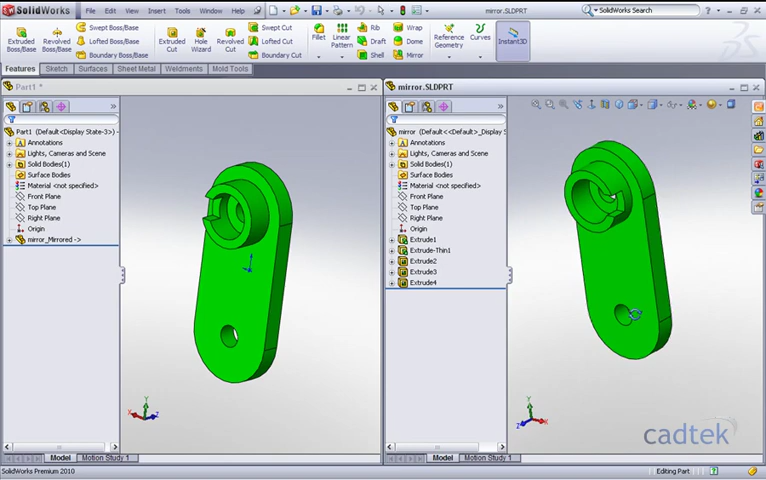 SolidWorks File Edit View Insert Tools Window Help mirror.SLDPRT SolidWorks Search
Extruded Boss/Base
Revolved Boss/Base
Swept Boss/Base
Lofted Boss/Base
Boundary Boss/Base
Extruded Cut
Hole Wizard
Revolved Cut
Swept Cut
Lofted Cut
Boundary Cut
Fillet
Linear Pattern
Rib
Draft
Shell
Wrap
Dome
Mirror
Reference Geometry
Curves
Instant3D
Features Sketch Surfaces Sheet Metal Weldments Mold Tools
Part1 *
Part1 (Default<Display State-3>)
Annotations
Lights, Cameras and Scene
Solid Bodies(1)
Surface Bodies
Material <not specified>
Front Plane
Top Plane
Right Plane
Origin
mirror_Mirrored ->
Y
X
Z
Model Motion Study 1
mirror.SLDPRT
mirror (Default<<Default>_Display S
Annotations
Lights, Cameras and Scene
Solid Bodies(1)
Surface Bodies
Material <not specified>
Front Plane
Top Plane
Right Plane
Origin
Extrude1
Extrude-Thin1
Extrude2
Extrude3
Extrude4
Y
Z
X
cadtek
Model Motion Study 1
SolidWorks Premium 2010 Editing Part